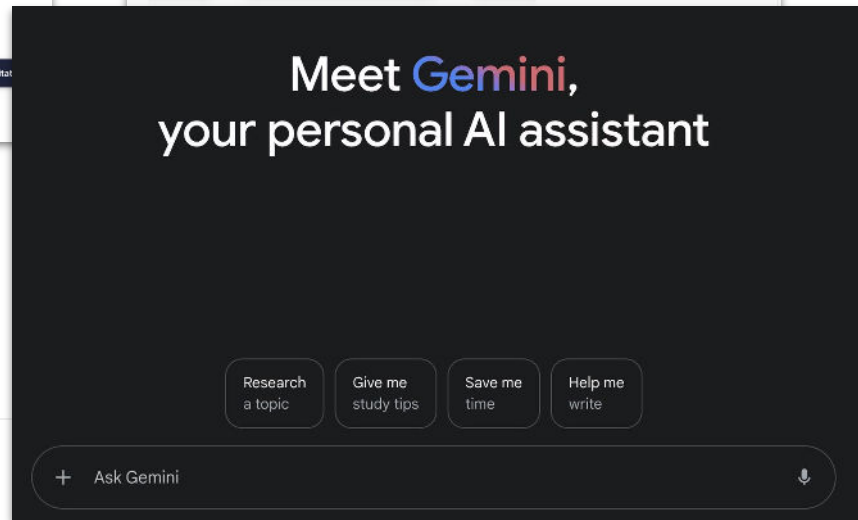 Meet Gemini,
your personal AI assistant
Research
a topic
Give me
study tips
Save me
time
Help me
write
Ask Gemini